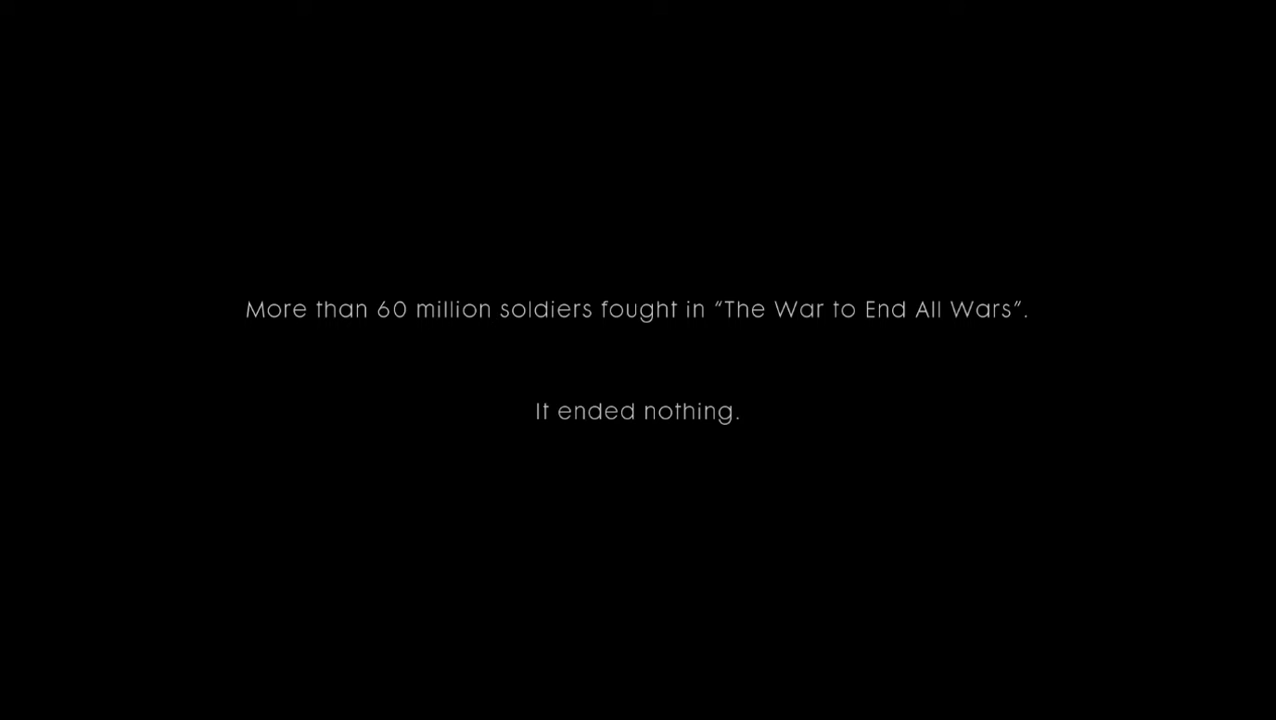 More than 60 million soldiers fought in “The War to End All Wars”.
It ended nothing.